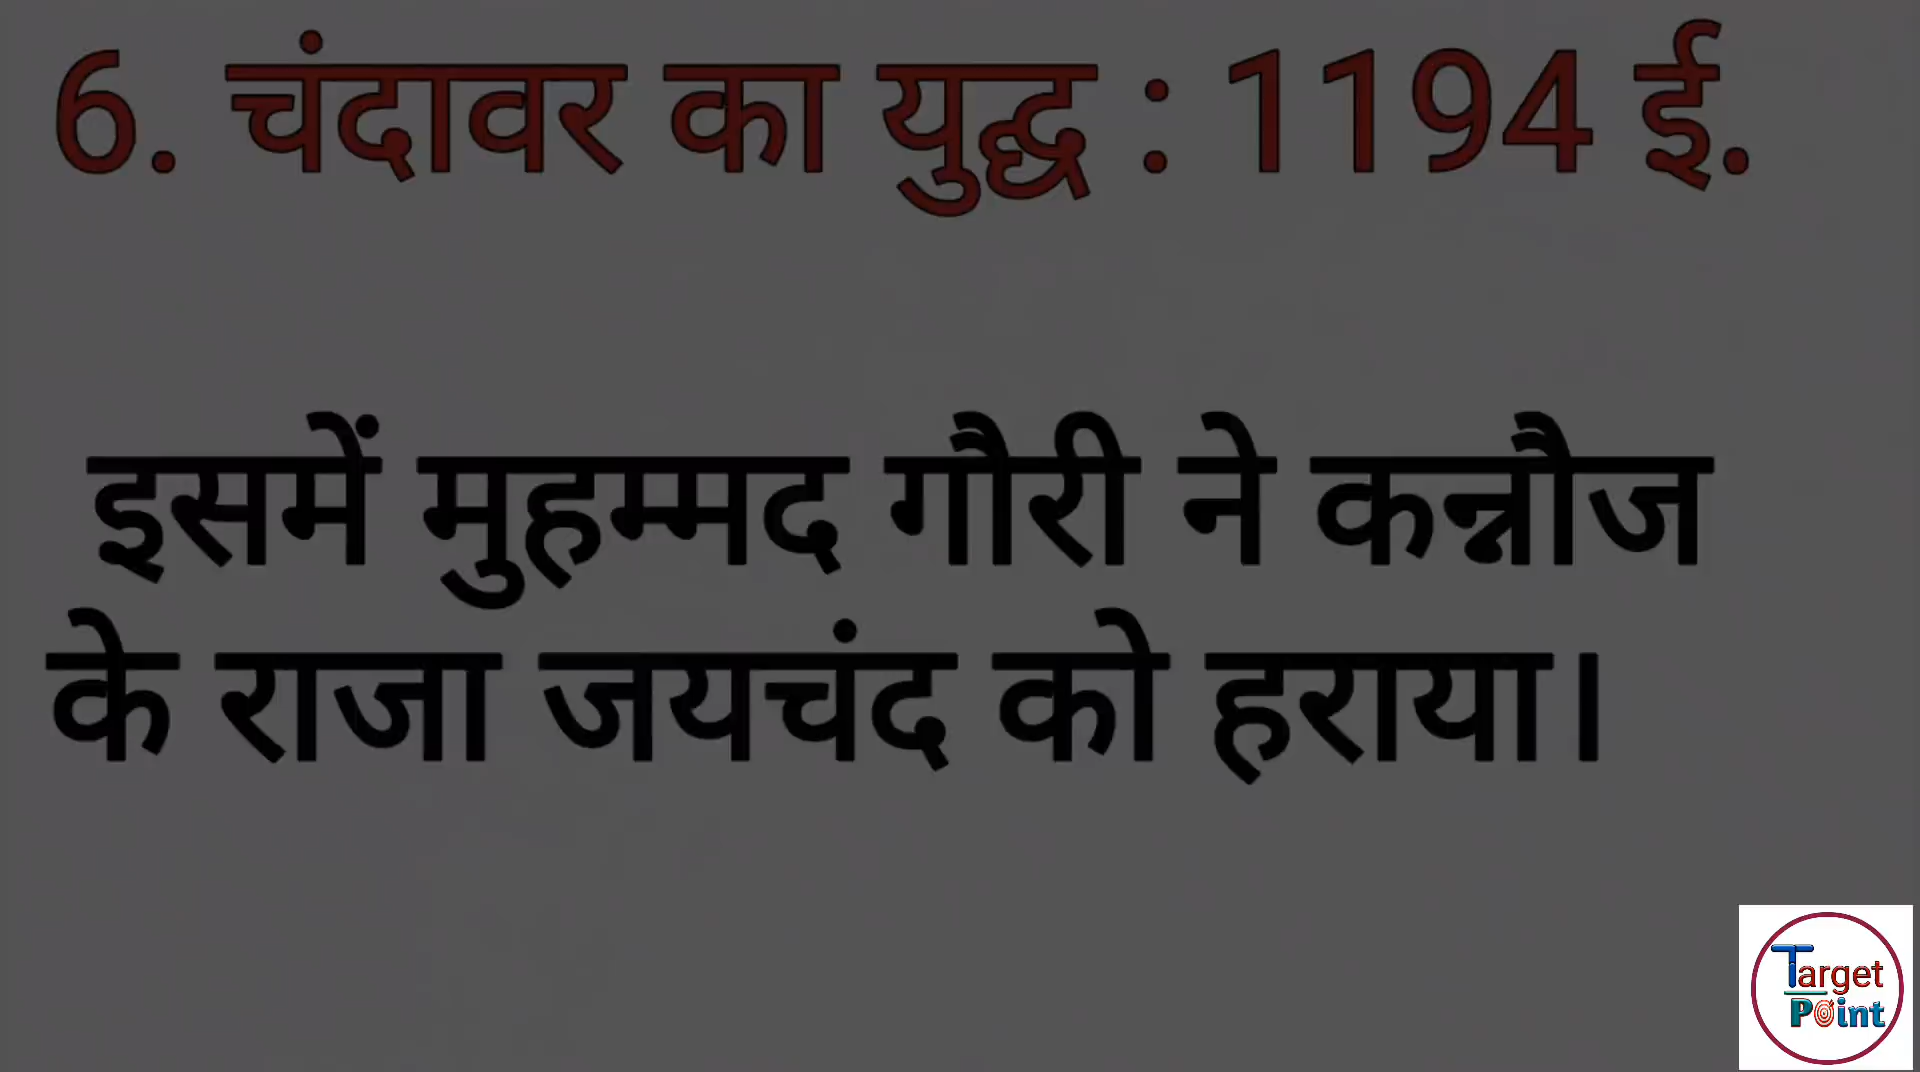 6. चंदावर का युद्ध : 1194 ई.
इसमें मुहम्मद गौरी ने कन्नौज
के राजा जयचंद को हराया।
Target
Point